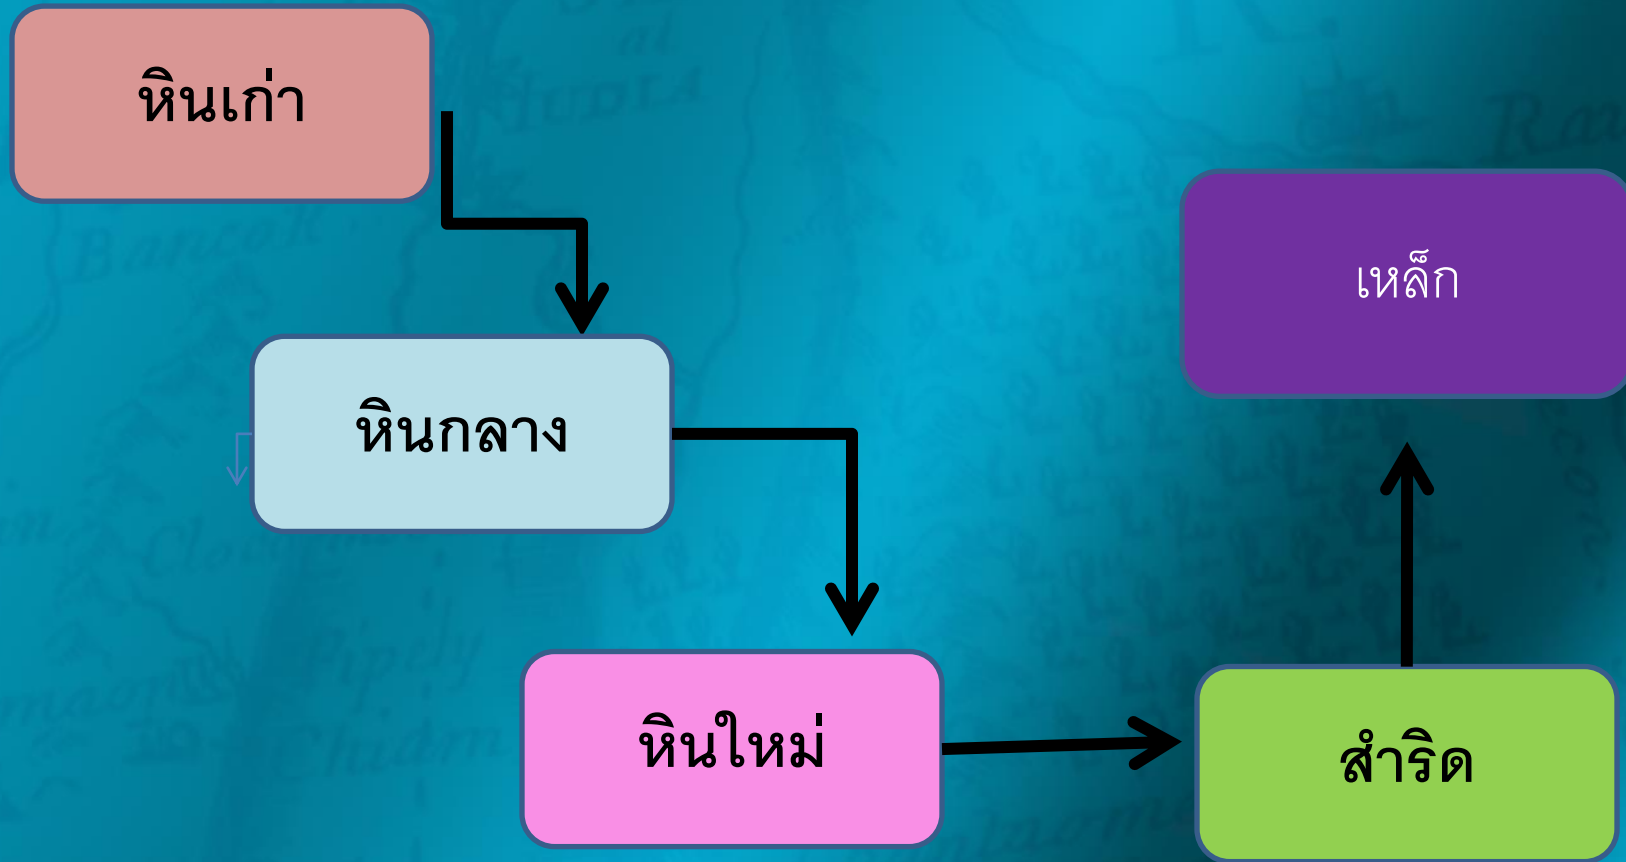 หินเก่า
หินกลาง
หินใหม่
สำริด
เหล็ก